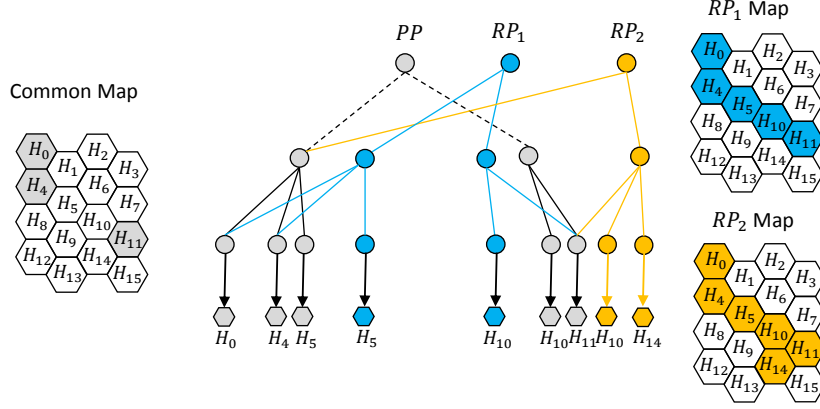 PP RP₁ RP₂
RP₁ Map
Common Map
H₀ H₁ H₂ H₃
H₄ H₅ H₆ H₇
H₈ H₉ H₁₀ H₁₁
H₁₂ H₁₃ H₁₄ H₁₅
H₀ H₁ H₂ H₃
H₄ H₅ H₆ H₇
H₈ H₉ H₁₀ H₁₁
H₁₂ H₁₃ H₁₄ H₁₅
RP₂ Map
H₀ H₁ H₂ H₃
H₄ H₅ H₆ H₇
H₈ H₉ H₁₀ H₁₁
H₁₂ H₁₃ H₁₄ H₁₅
H₀ H₄ H₅ H₅ H₁₀ H₁₀ H₁₁ H₁₀ H₁₄